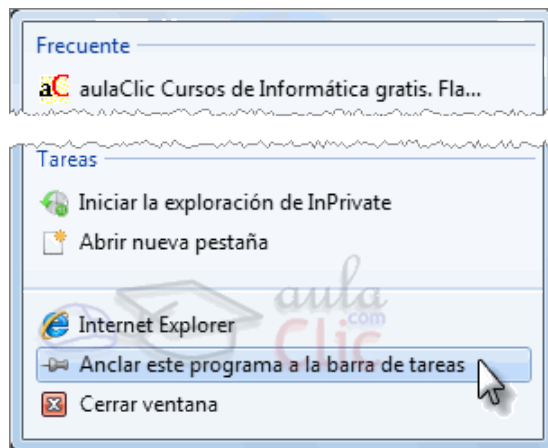 Frecuente
aC aulaClic Cursos de Informática gratis. Fla...
Tareas
Iniciar la exploración de InPrivate
Abrir nueva pestaña
aula
.com
Clic
Internet Explorer
Anclar este programa a la barra de tareas
Cerrar ventana